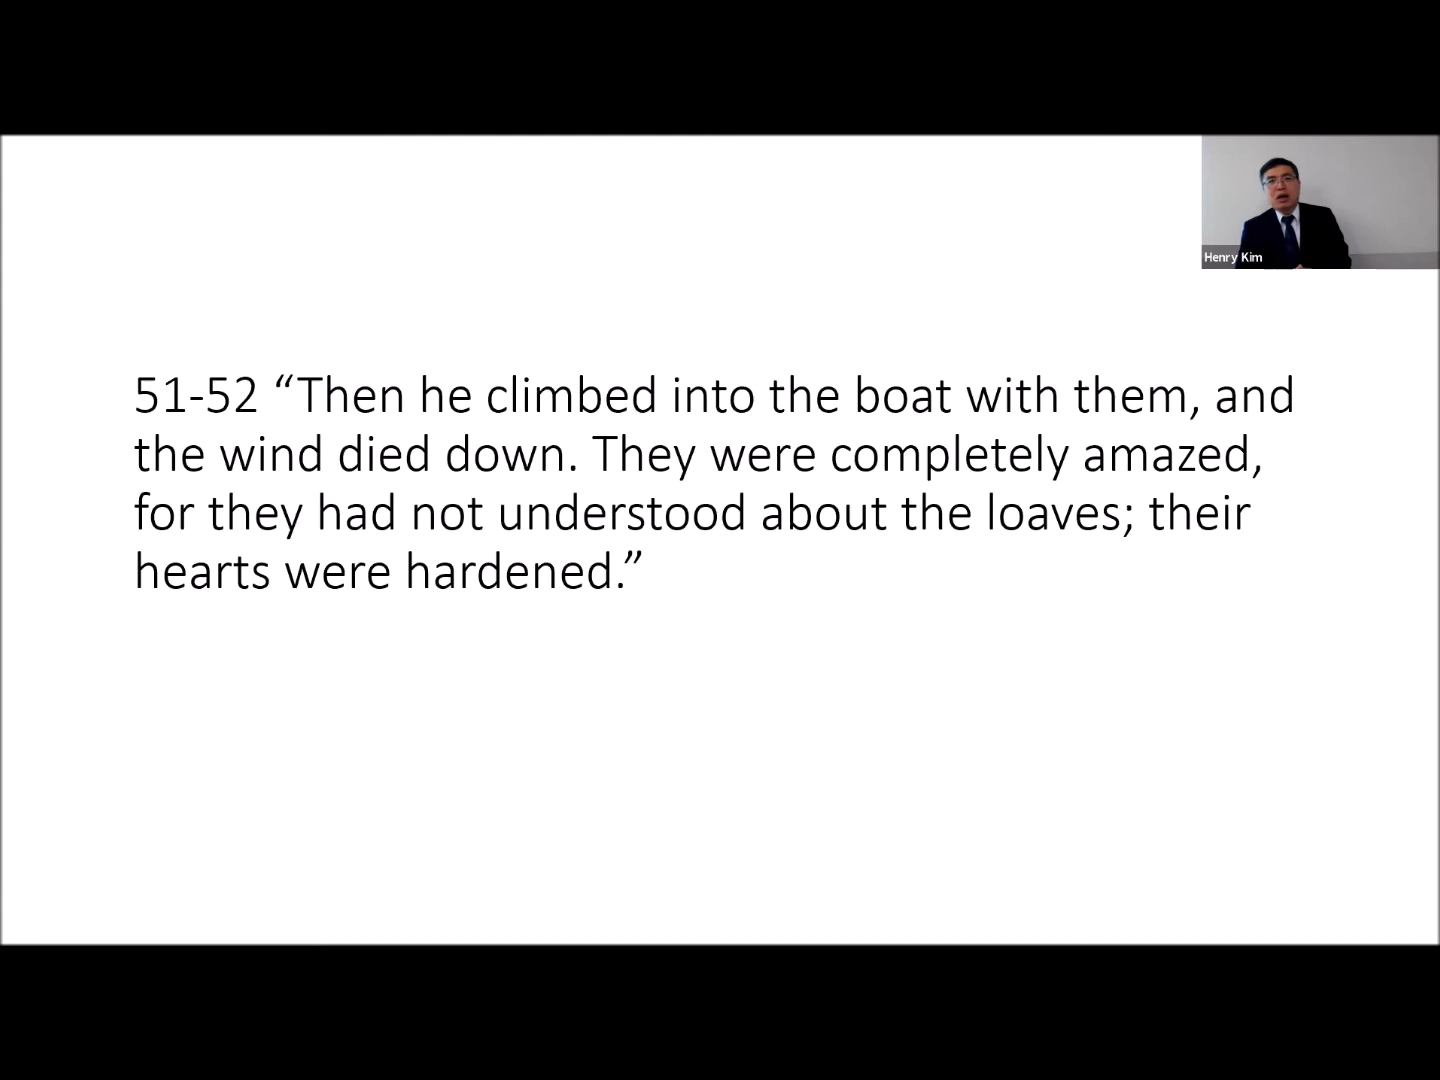 Henry Kim
51-52 “Then he climbed into the boat with them, and
the wind died down. They were completely amazed,
for they had not understood about the loaves; their
hearts were hardened.”